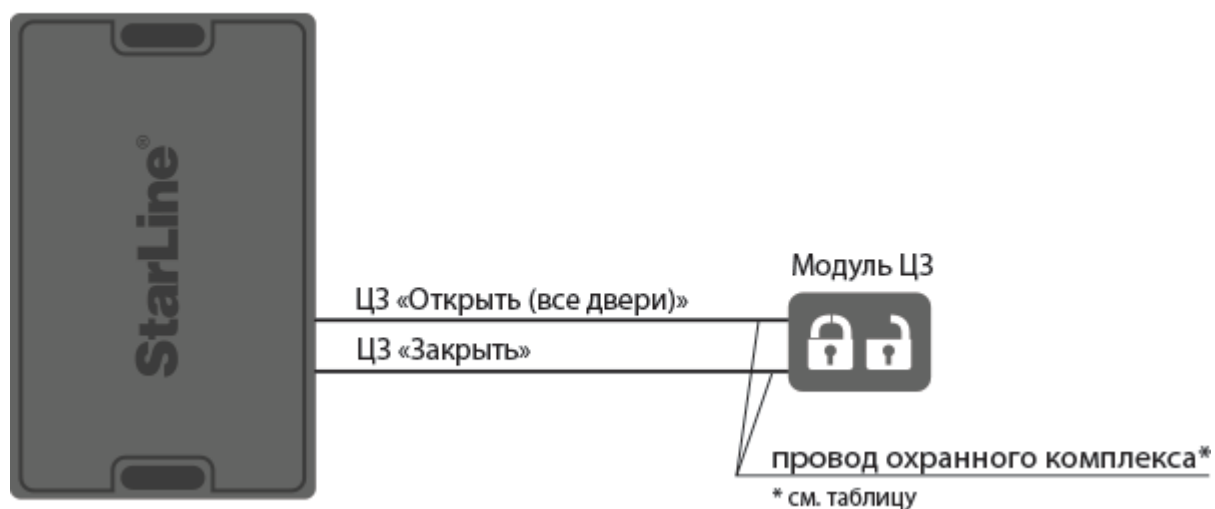 StarLine®
Модуль ЦЗ
ЦЗ «Открыть (все двери)»
ЦЗ «Закрыть»
провод охранного комплекса*
* см. таблицу